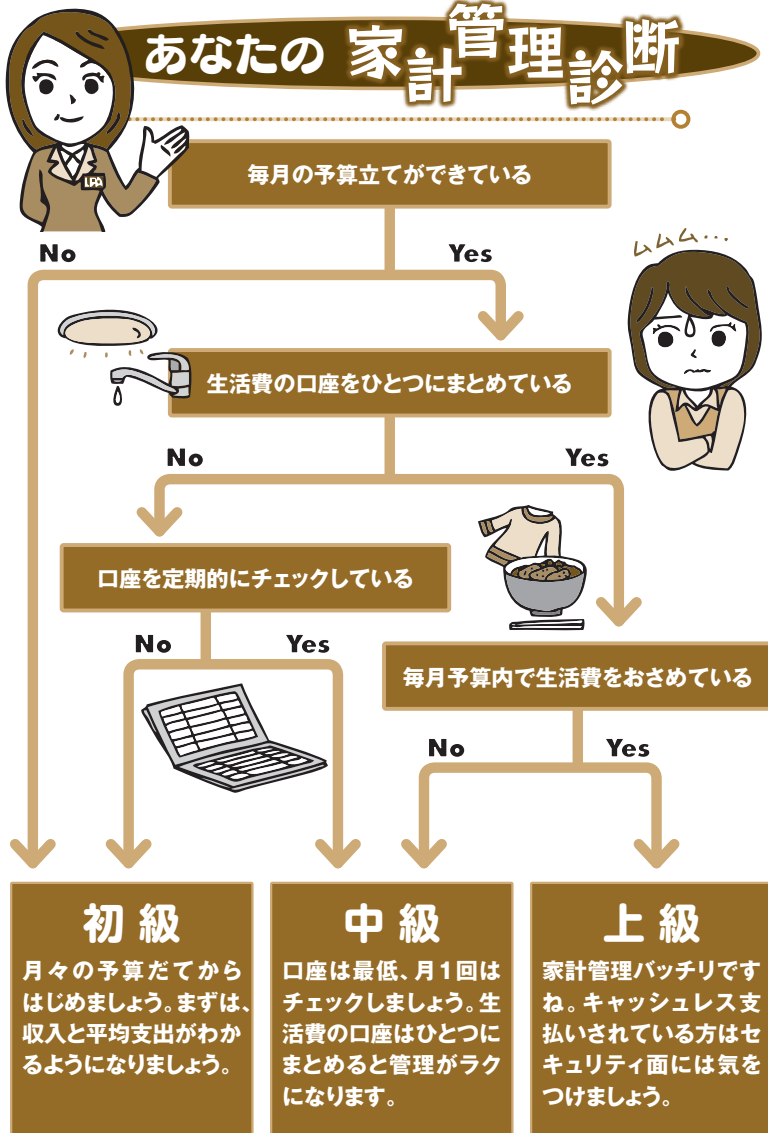 あなたの 家計管理診断
LPA
毎月の予算立てができている
No
Yes
ムムム...
生活費の口座をひとつにまとめている
No
Yes
口座を定期的にチェックしている
No
Yes
毎月予算内で生活費をおさめている
No
Yes
初級
月々の予算だてから
はじめましょう。まずは、
収入と平均支出がわか
るようになりましょう。
中級
口座は最低、月1回は
チェックしましょう。生
活費の口座はひとつに
まとめると管理がラク
になります。
上級
家計管理バッチリです
ね。キャッシュレス支
払いされている方はセ
キュリティ面には気を
つけましょう。